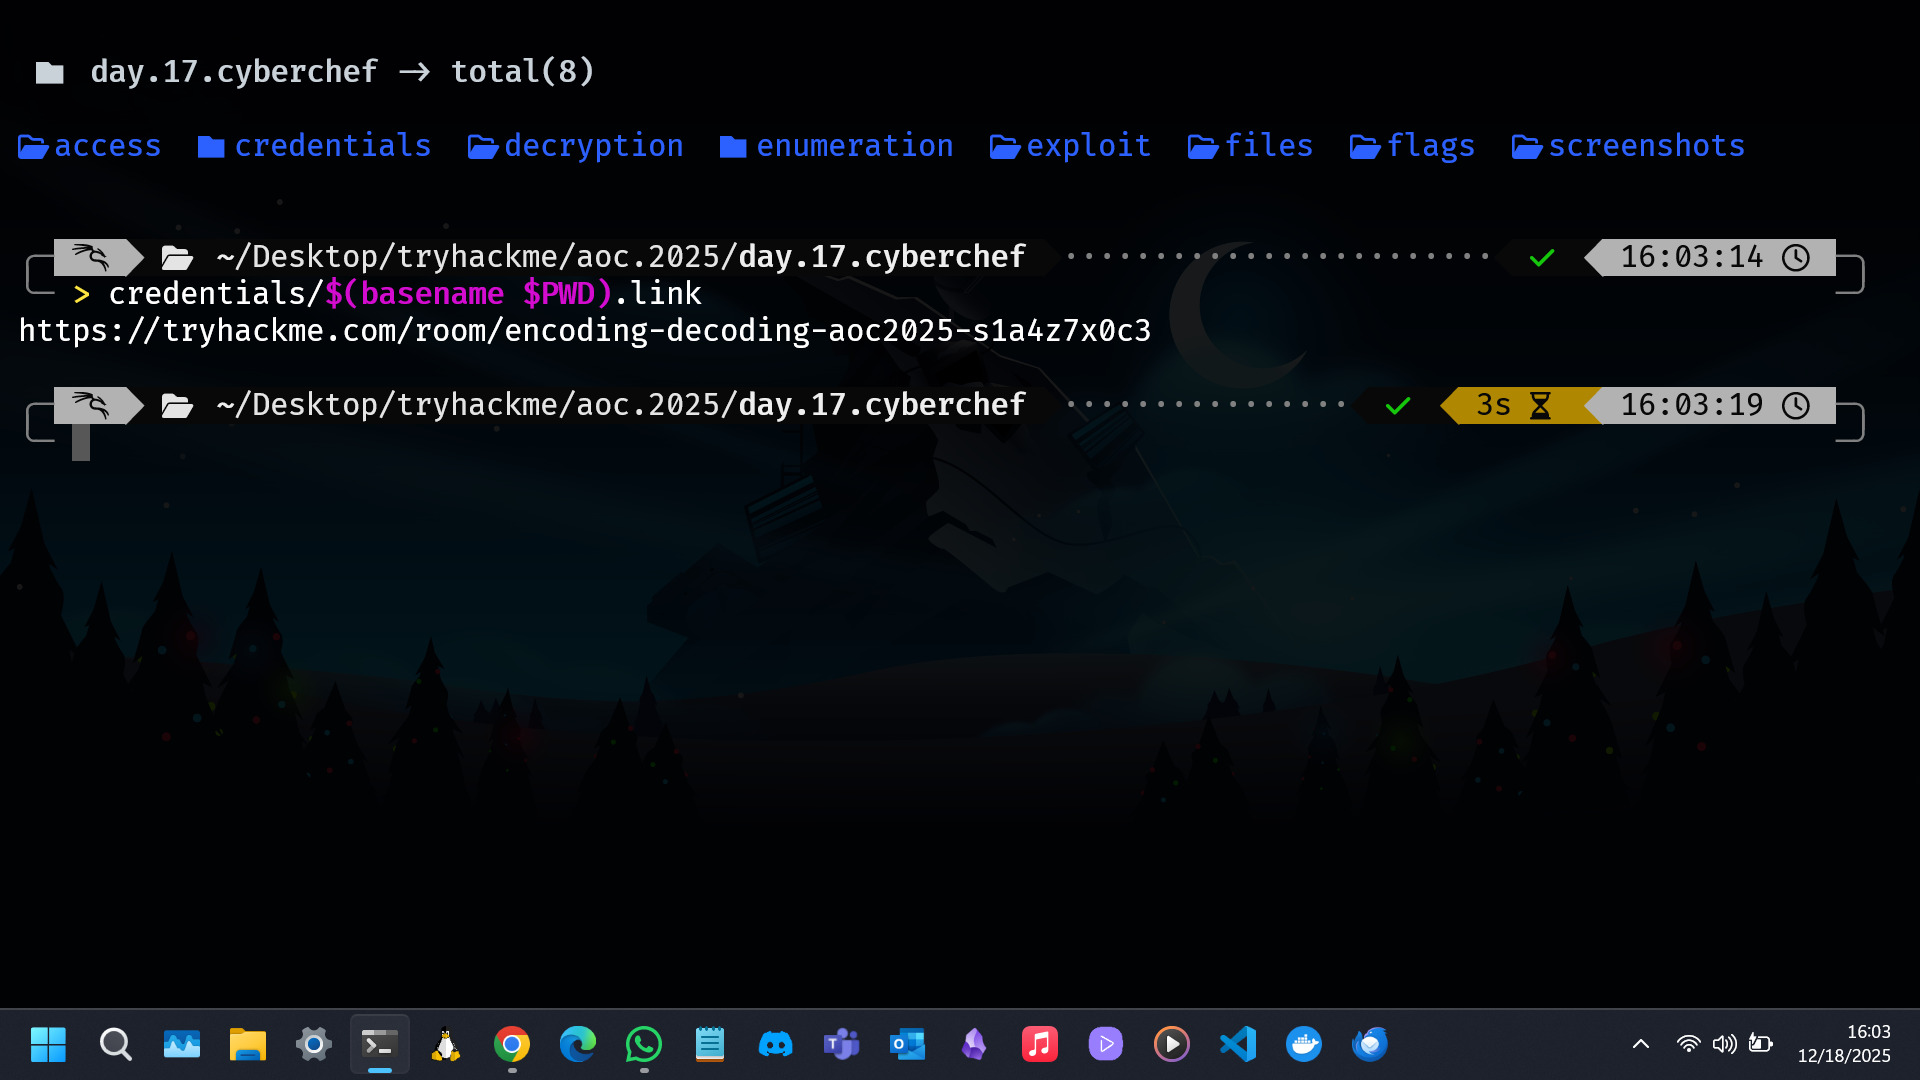 day.17.cyberchef → total(8)
access credentials decryption enumeration exploit files flags screenshots
~/Desktop/tryhackme/aoc.2025/day.17.cyberchef 16:03:14
> credentials/$(basename $PWD).link
https://tryhackme.com/room/encoding-decoding-aoc2025-s1a4z7x0c3
~/Desktop/tryhackme/aoc.2025/day.17.cyberchef 3s 16:03:19
16:03
12/18/2025